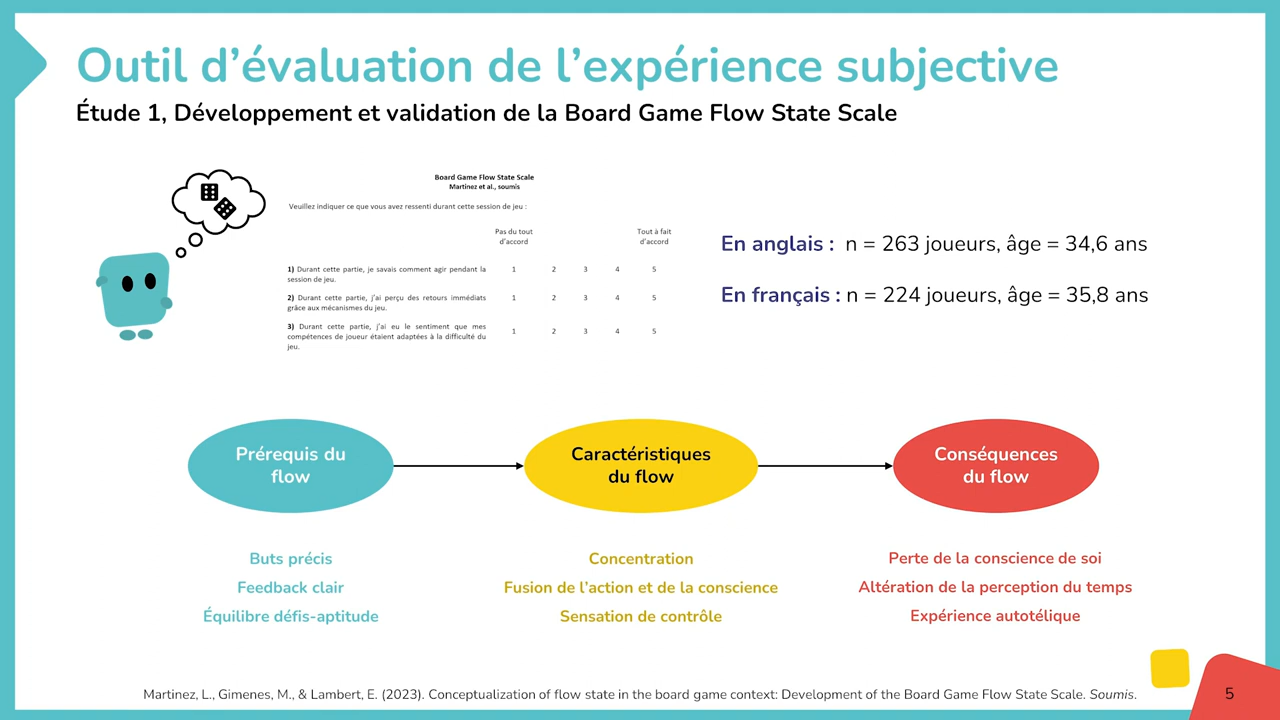 Outil d’évaluation de l’expérience subjective
Étude 1, Développement et validation de la Board Game Flow State Scale
Board Game Flow State Scale
Martinez et al., soumis
Veuillez indiquer ce que vous avez ressenti durant cette session de jeu :
Pas du tout d’accord
Tout à fait d’accord
1) Durant cette partie, je savais comment agir pendant la
session de jeu.
1 2 3 4 5
2) Durant cette partie, j’ai perçu des retours immédiats
grâce aux mécanismes du jeu.
1 2 3 4 5
3) Durant cette partie, j’ai eu le sentiment que mes
compétences de joueur étaient adaptées à la difficulté du
jeu.
1 2 3 4 5
En anglais : n = 263 joueurs, âge = 34,6 ans
En français : n = 224 joueurs, âge = 35,8 ans
Prérequis du
flow
Caractéristiques
du flow
Conséquences
du flow
Buts précis
Feedback clair
Équilibre défis-aptitude
Concentration
Fusion de l’action et de la conscience
Sensation de contrôle
Perte de la conscience de soi
Altération de la perception du temps
Expérience autotélique
Martinez, L., Gimenes, M., & Lambert, E. (2023). Conceptualization of flow state in the board game context: Development of the Board Game Flow State Scale. Soumis.
5